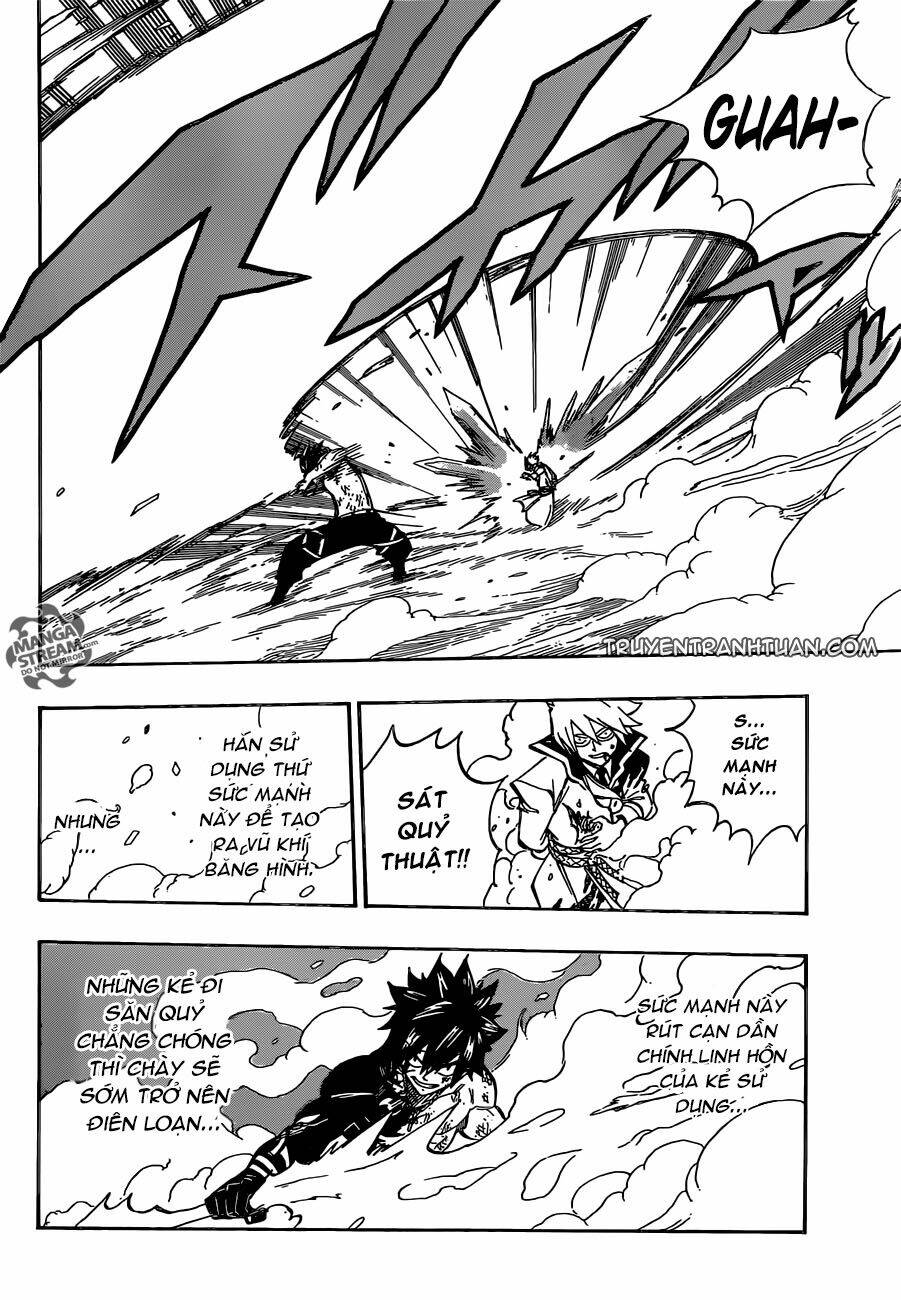 GUAH-
MANGA
STREAM.com
DO NOT MIRROR
TRUYENTRANHTUAN.COM
S...
SỨC
MẠNH
NÀY...
SÁT
QUỶ
THUẬT!!
HẮN SỬ
DỤNG THỨ
SỨC MẠNH
NÀY ĐỂ TẠO
RA VŨ KHÍ
BĂNG HÌNH.
NHƯNG
...
SỨC MẠNH NÀY
RÚT CẠN DẦN
CHÍNH LINH HỒN
CỦA KẺ SỬ
DỤNG...
NHỮNG KẺ ĐI
SĂN QUỶ
CHẲNG CHÓNG
THÌ CHÀY SẼ
SỚM TRỞ NÊN
ĐIÊN LOẠN...